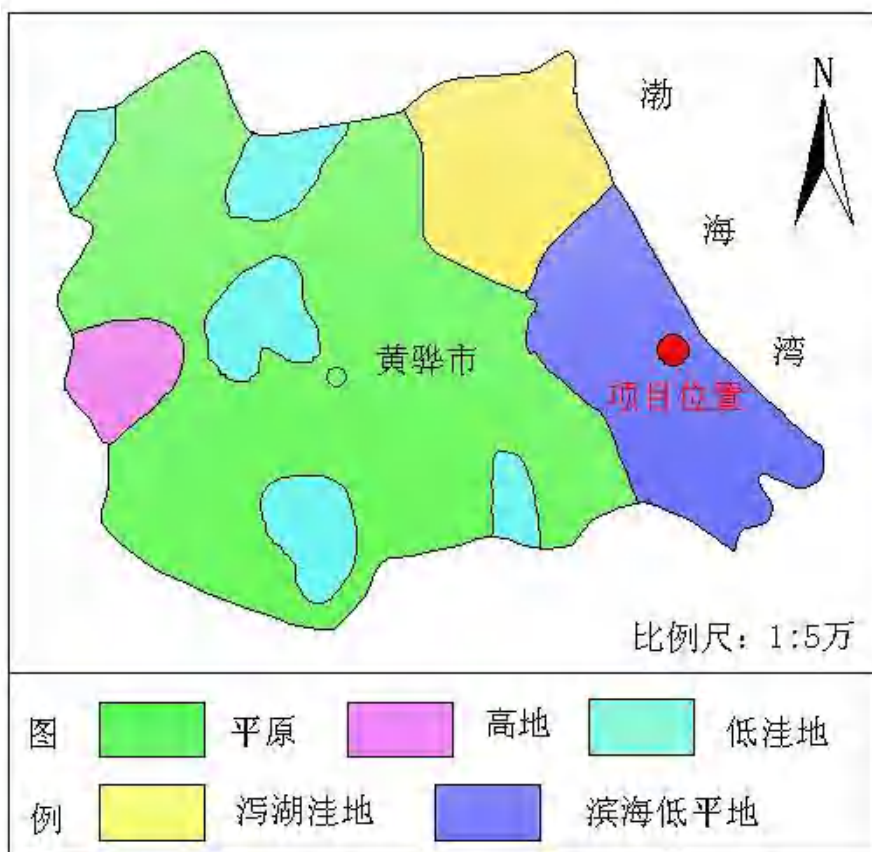 渤
N
海
湾
黄骅市
项目位置
比例尺：1:5万
图 平原 高地 低洼地
例 泻湖洼地 滨海低平地